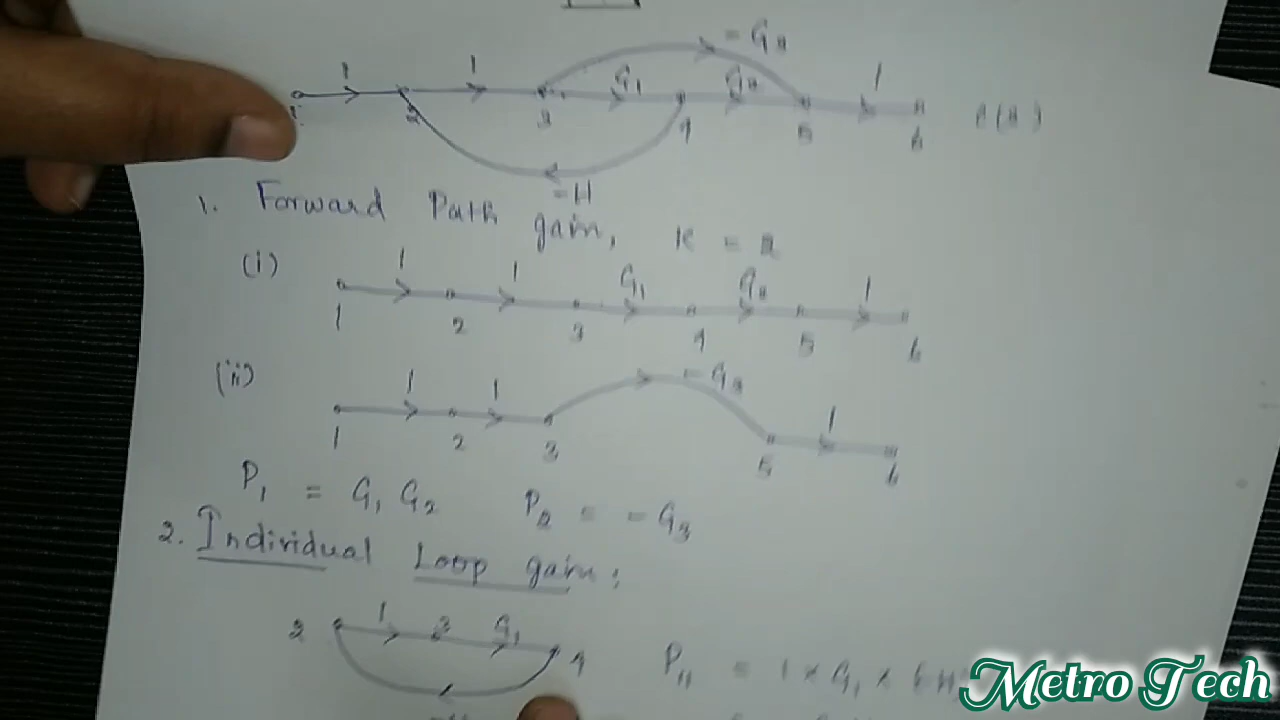 1 1 G1 G2 -G3 1
1 2 3 4 5 6
-H
1. Forward Path gain, K = 2
(i) 1 1 G1 G2 1
1 2 3 4 5 6
(ii) 1 1 -G3 1
1 2 3 5 6
P1 = G1 G2 P2 = -G3
2. Individual Loop gain:
2 1 3 G1 4
P11 = 1 × G1 ×
Metro Tech